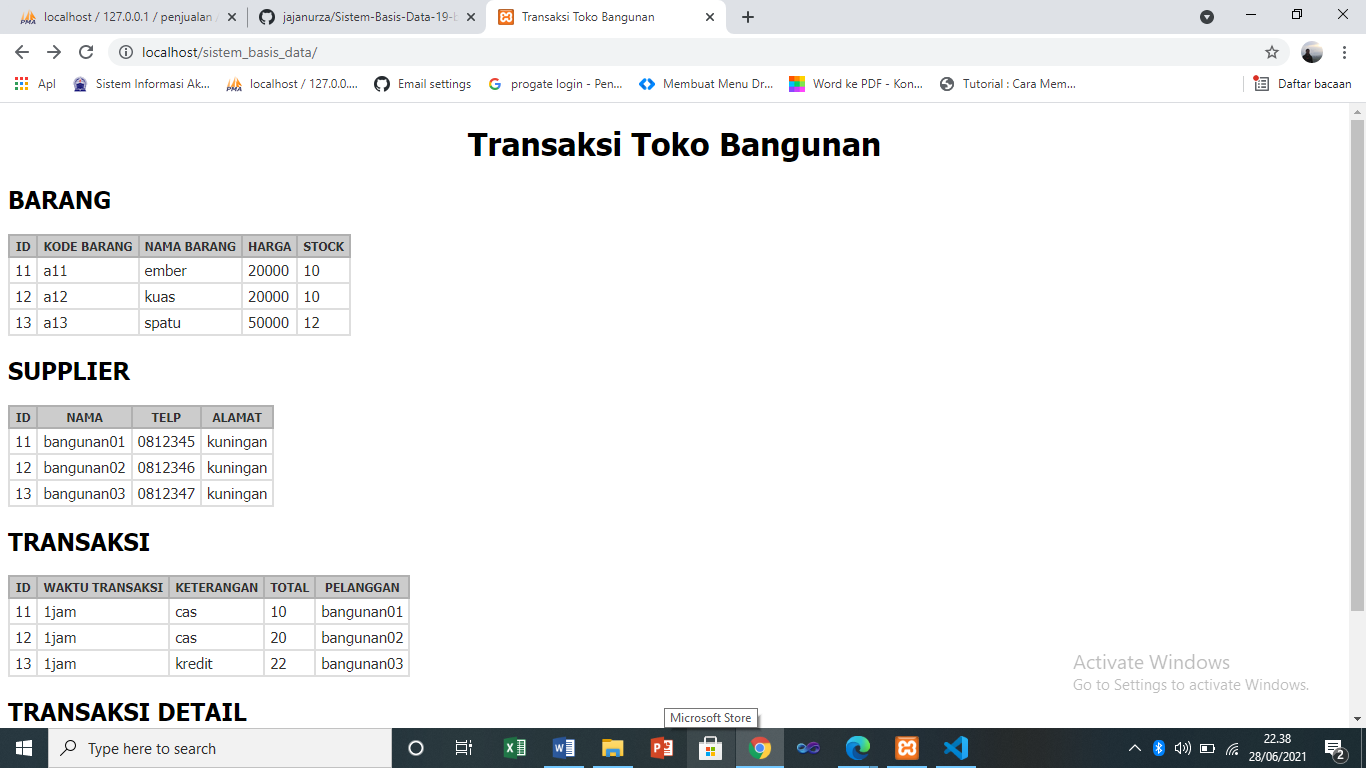 localhost / 127.0.0.1 / penjualan
jajanurza/Sistem-Basis-Data-19-b
Transaksi Toko Bangunan
localhost/sistem_basis_data/
Apl Sistem Informasi Ak... localhost / 127.0.0.... Email settings progate login - Pen... Membuat Menu Dr... Word ke PDF - Kon... Tutorial : Cara Mem... Daftar bacaan
Transaksi Toko Bangunan
BARANG
ID KODE BARANG NAMA BARANG HARGA STOCK
11 a11 ember 20000 10
12 a12 kuas 20000 10
13 a13 spatu 50000 12
SUPPLIER
ID NAMA TELP ALAMAT
11 bangunan01 0812345 kuningan
12 bangunan02 0812346 kuningan
13 bangunan03 0812347 kuningan
TRANSAKSI
ID WAKTU TRANSAKSI KETERANGAN TOTAL PELANGGAN
11 1jam cas 10 bangunan01
12 1jam cas 20 bangunan02
13 1jam kredit 22 bangunan03
Activate Windows
Go to Settings to activate Windows.
TRANSAKSI DETAIL
Microsoft Store
Type here to search
22.38
28/06/2021
2